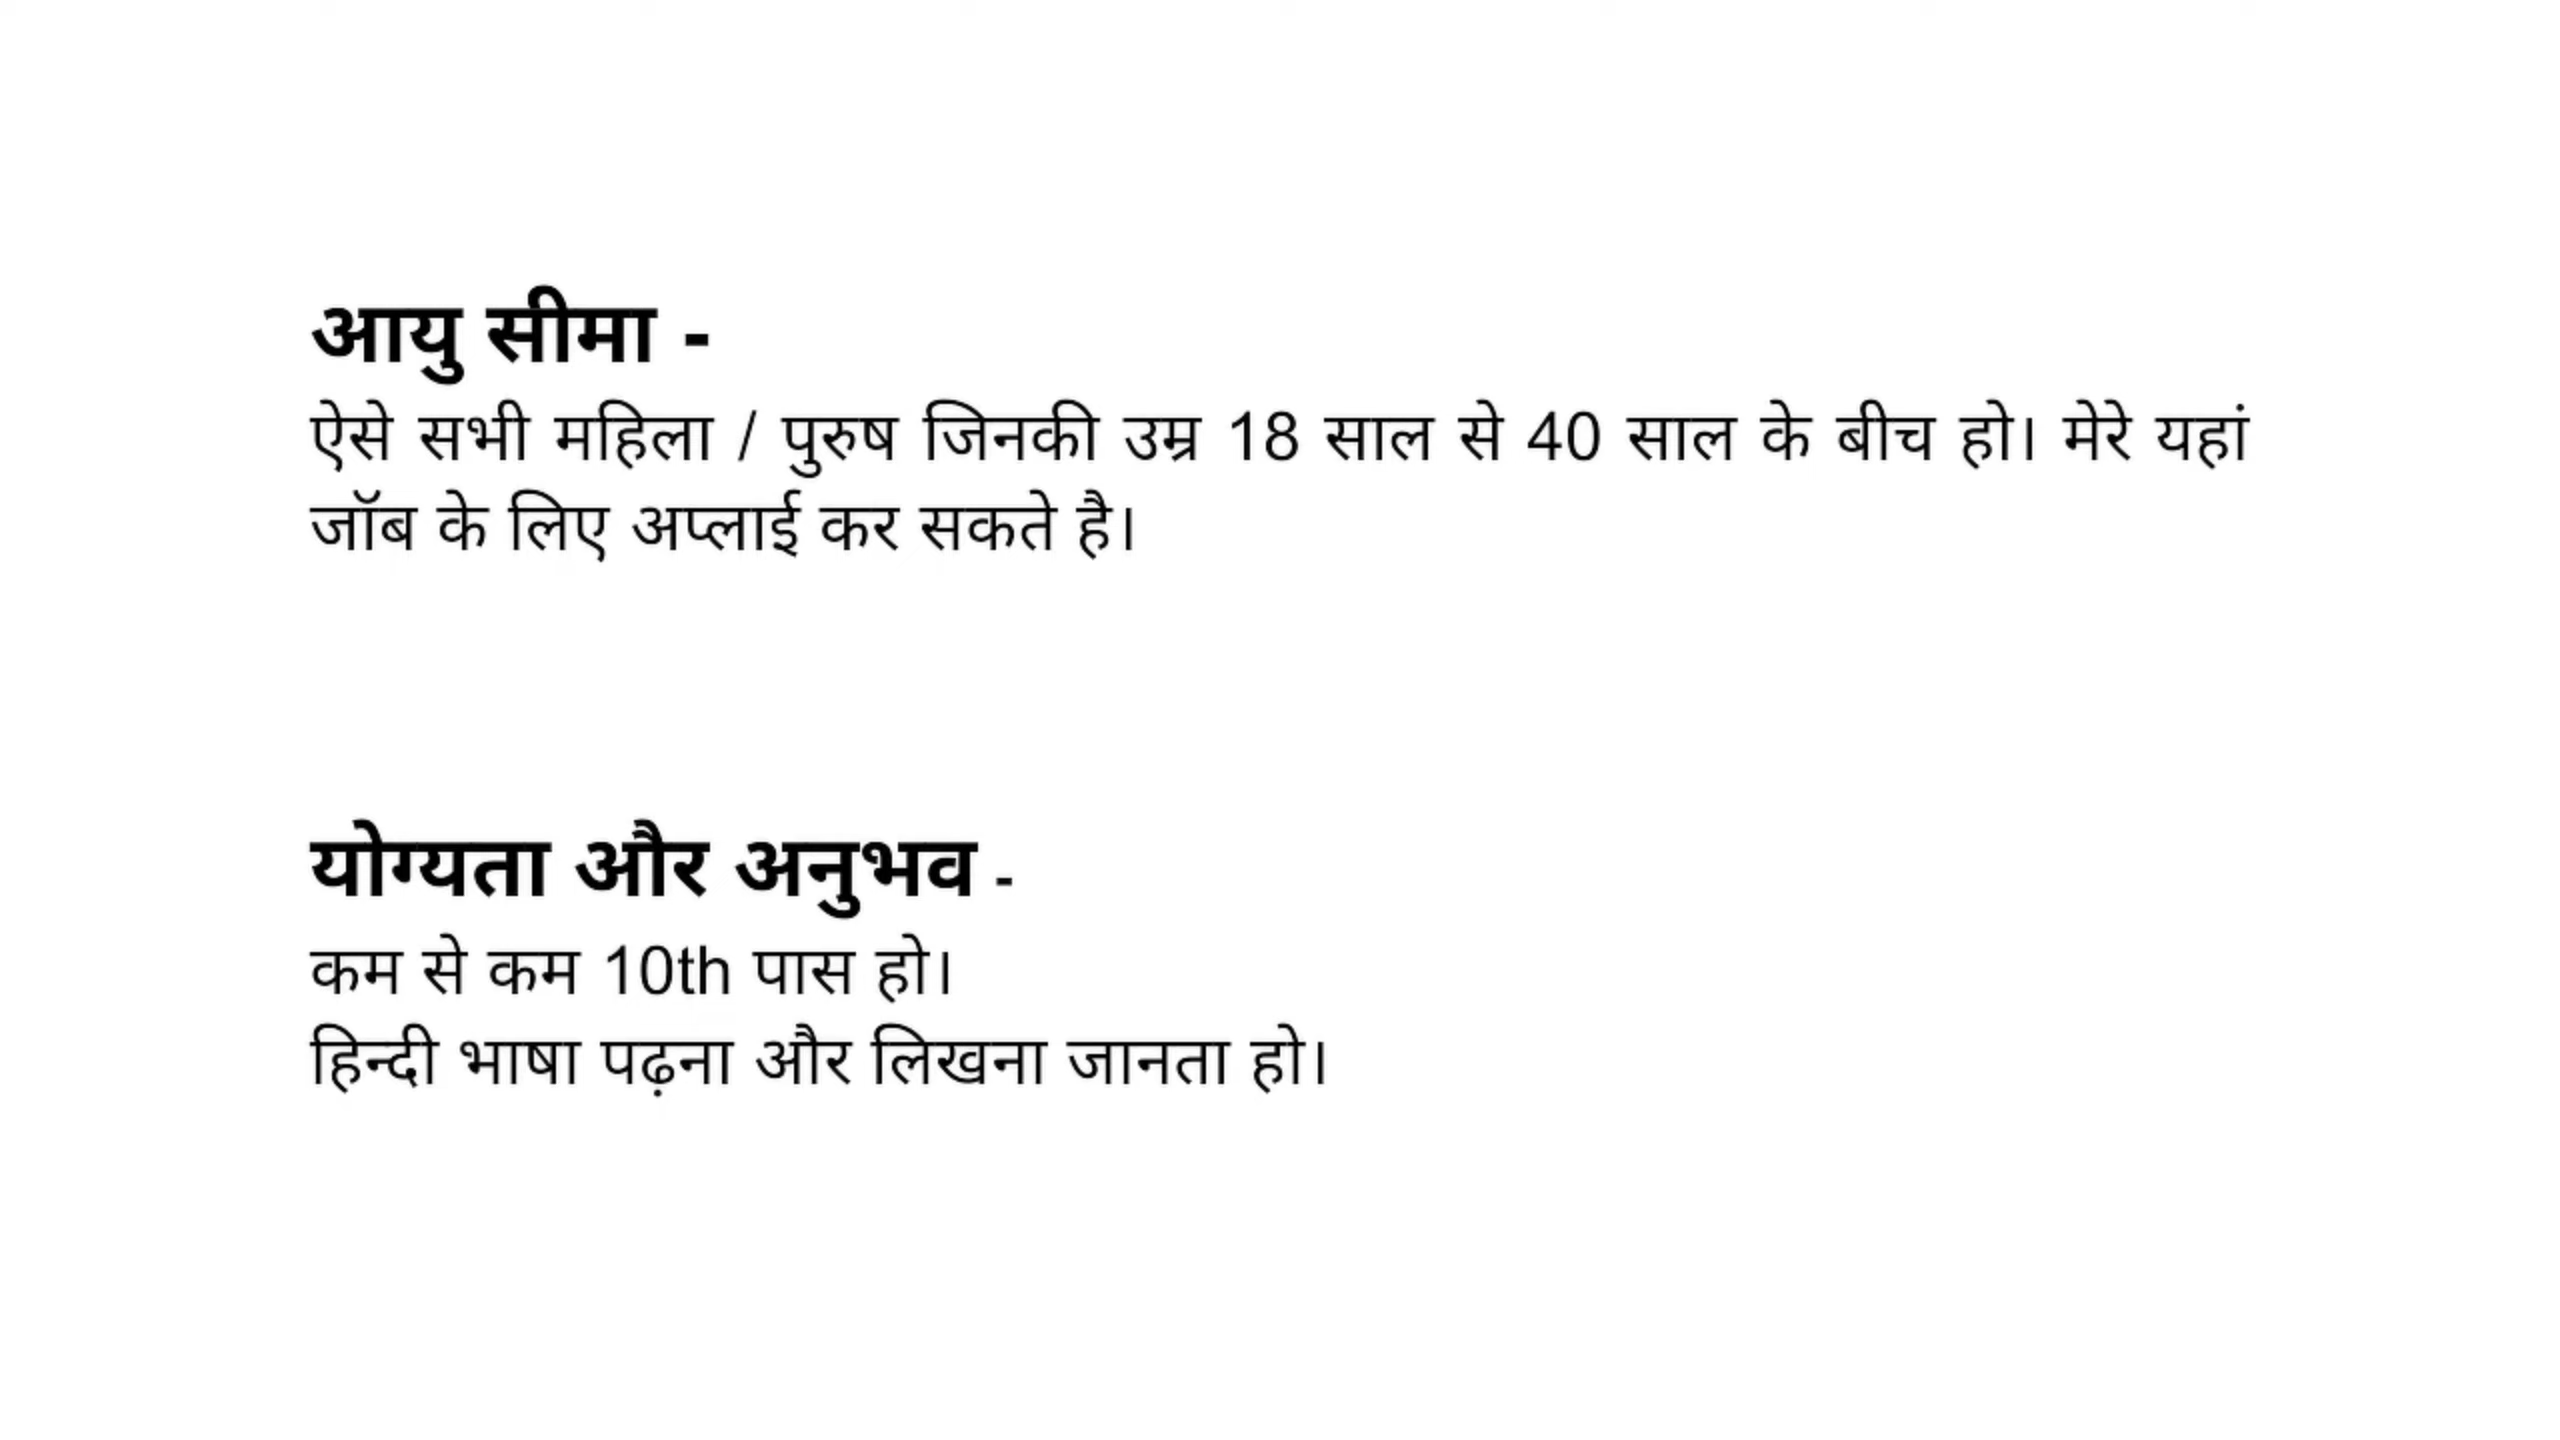 आयु सीमा -
ऐसे सभी महिला / पुरुष जिनकी उम्र 18 साल से 40 साल के बीच हो। मेरे यहां
जॉब के लिए अप्लाई कर सकते है।
योग्यता और अनुभव -
कम से कम 10th पास हो।
हिन्दी भाषा पढ़ना और लिखना जानता हो।